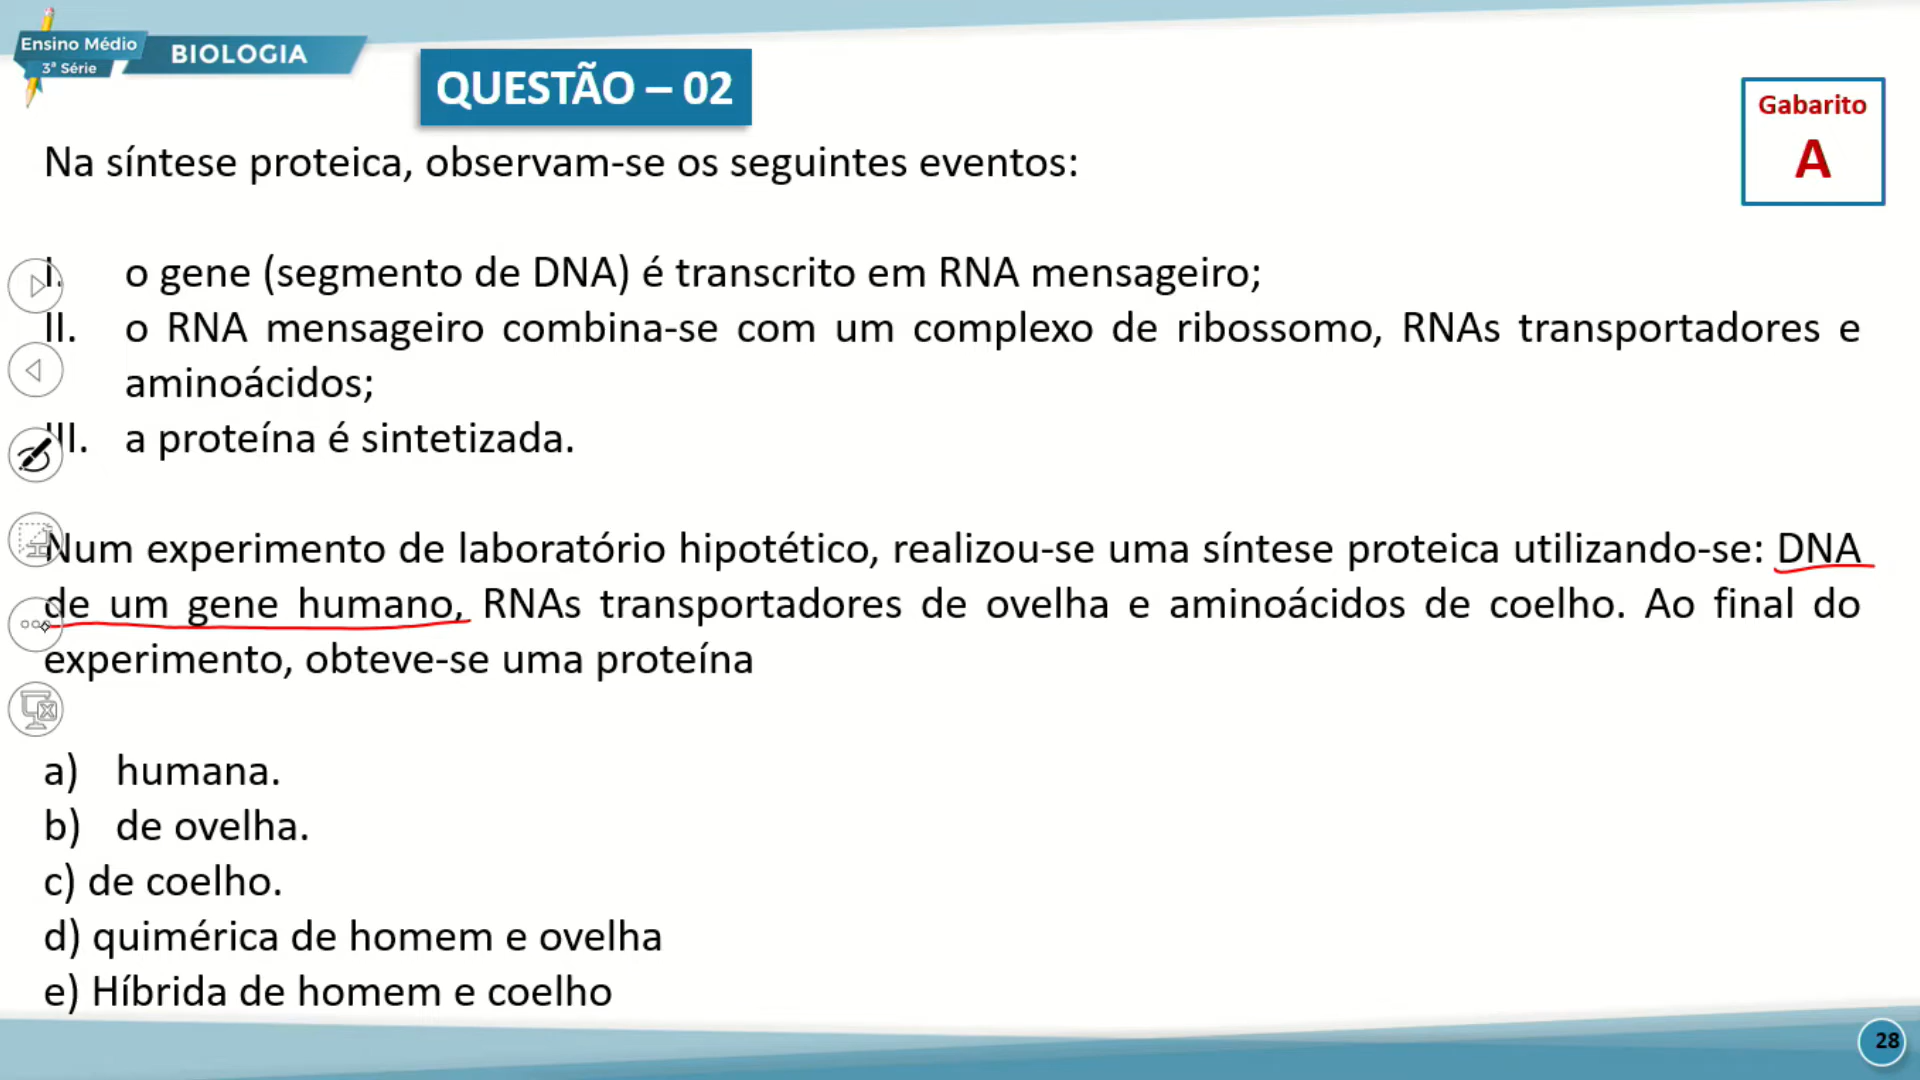 Ensino Médio
3ª Série
BIOLOGIA
QUESTÃO – 02
Gabarito
A
Na síntese proteica, observam-se os seguintes eventos:
I. o gene (segmento de DNA) é transcrito em RNA mensageiro;
II. o RNA mensageiro combina-se com um complexo de ribossomo, RNAs transportadores e
aminoácidos;
III. a proteína é sintetizada.
Num experimento de laboratório hipotético, realizou-se uma síntese proteica utilizando-se: DNA
de um gene humano, RNAs transportadores de ovelha e aminoácidos de coelho. Ao final do
experimento, obteve-se uma proteína
a) humana.
b) de ovelha.
c) de coelho.
d) quimérica de homem e ovelha
e) Híbrida de homem e coelho
28